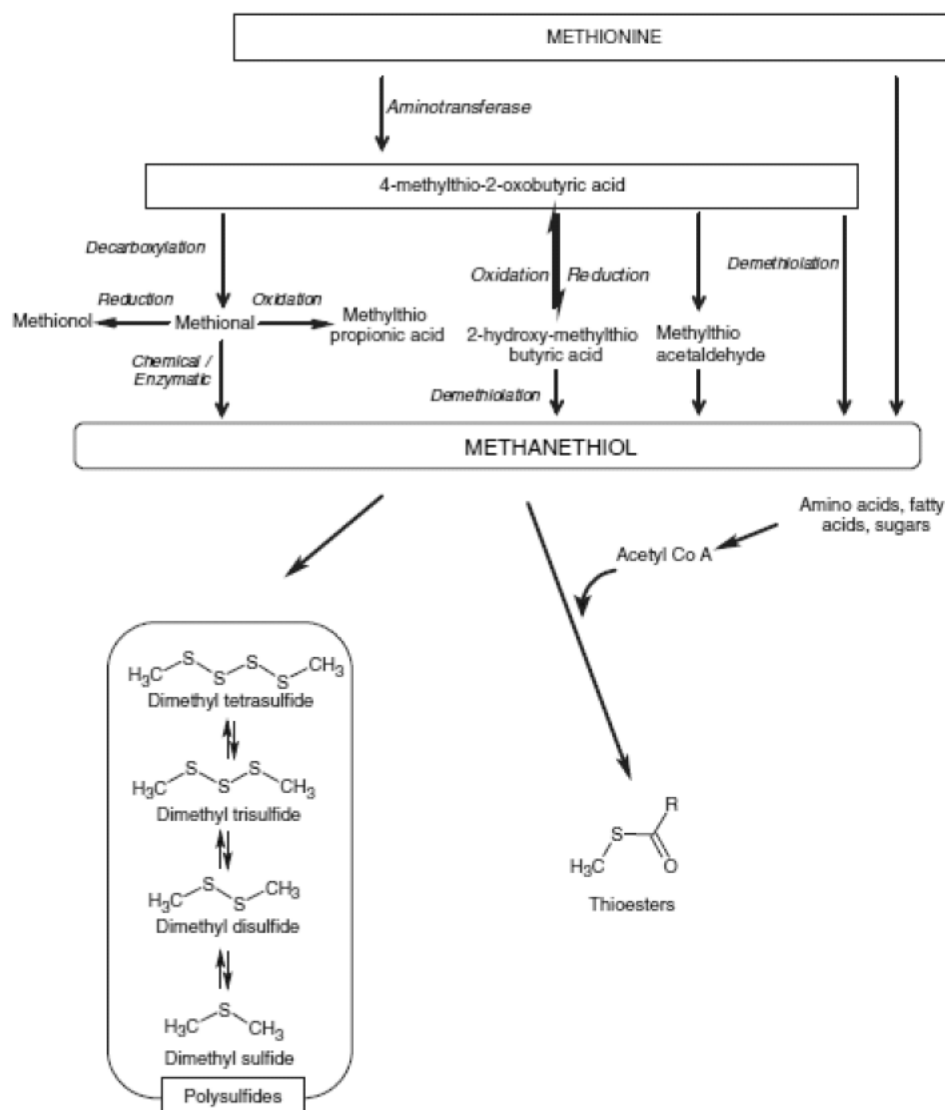 METHIONINE
Aminotransferase
4-methylthio-2-oxobutyric acid
Decarboxylation
Demethiolation
Oxidation
Reduction
Reduction
Oxidation
Methionol
Methional
Methylthio
propionic acid
2-hydroxy-methylthio
butyric acid
Methylthio
acetaldehyde
Chemical /
Enzymatic
Demethiolation
METHANETHIOL
Amino acids, fatty
acids, sugars
Acetyl Co A
H3C S S S S CH3
Dimethyl tetrasulfide
H3C S S S CH3
Dimethyl trisulfide
H3C S S CH3
Dimethyl disulfide
H3C S CH3
Dimethyl sulfide
Polysulfides
R
S
H3C O
Thioesters